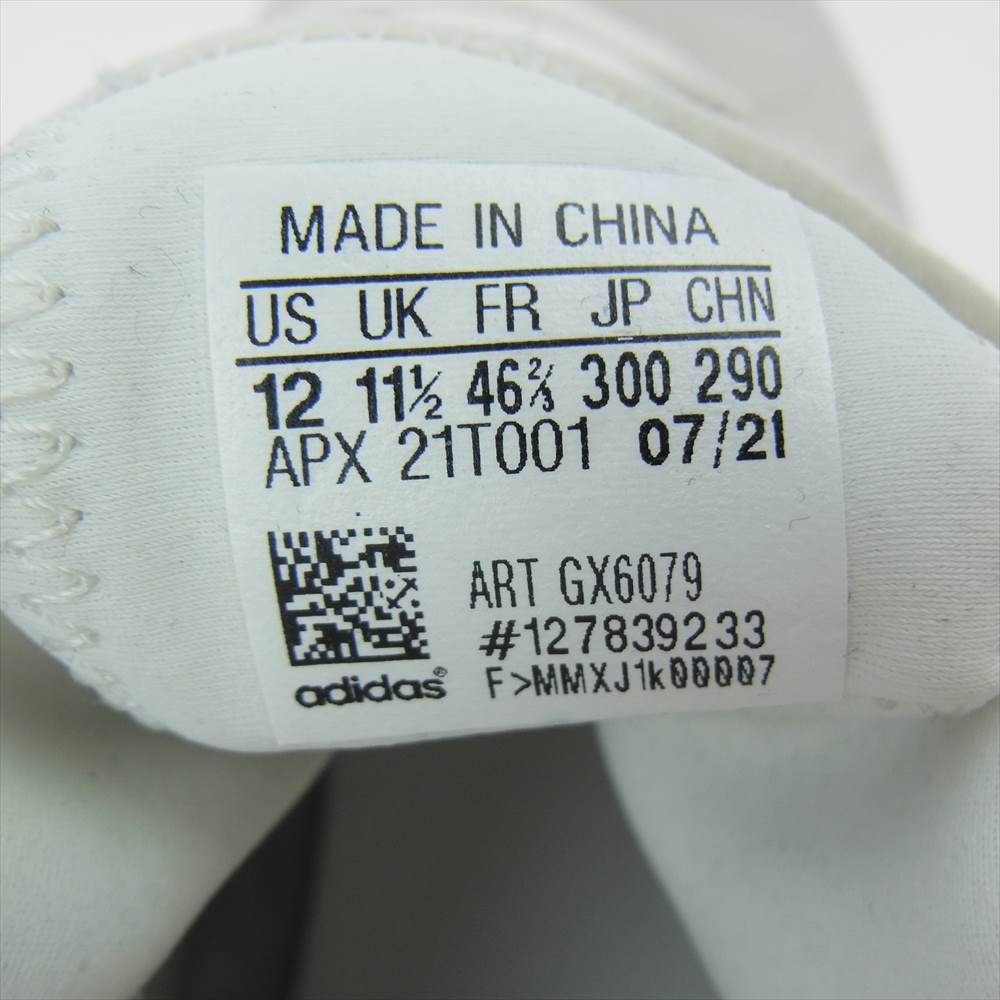 MADE IN CHINA
US UK FR JP CHN
12 11½ 46⅔ 300 290
APX 21T001 07/21
ART GX6079
#127839233
adidas® F>MMXJ1k00007